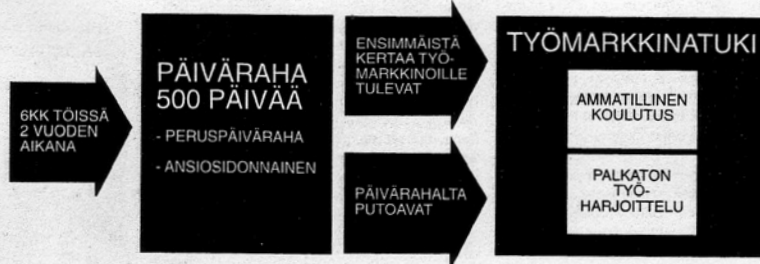 6KK TÖISSÄ
2 VUODEN
AIKANA
PÄIVÄRAHA
500 PÄIVÄÄ
- PERUSPÄIVÄRAHA
- ANSIOSIDONNAINEN
ENSIMMÄISTÄ
KERTAA TYÖ-
MARKKINOILLE
TULEVAT
PÄIVÄRAHALTA
PUTOAVAT
TYÖMARKKINATUKI
AMMATILLINEN
KOULUTUS
PALKATON
TYÖ-
HARJOITTELU